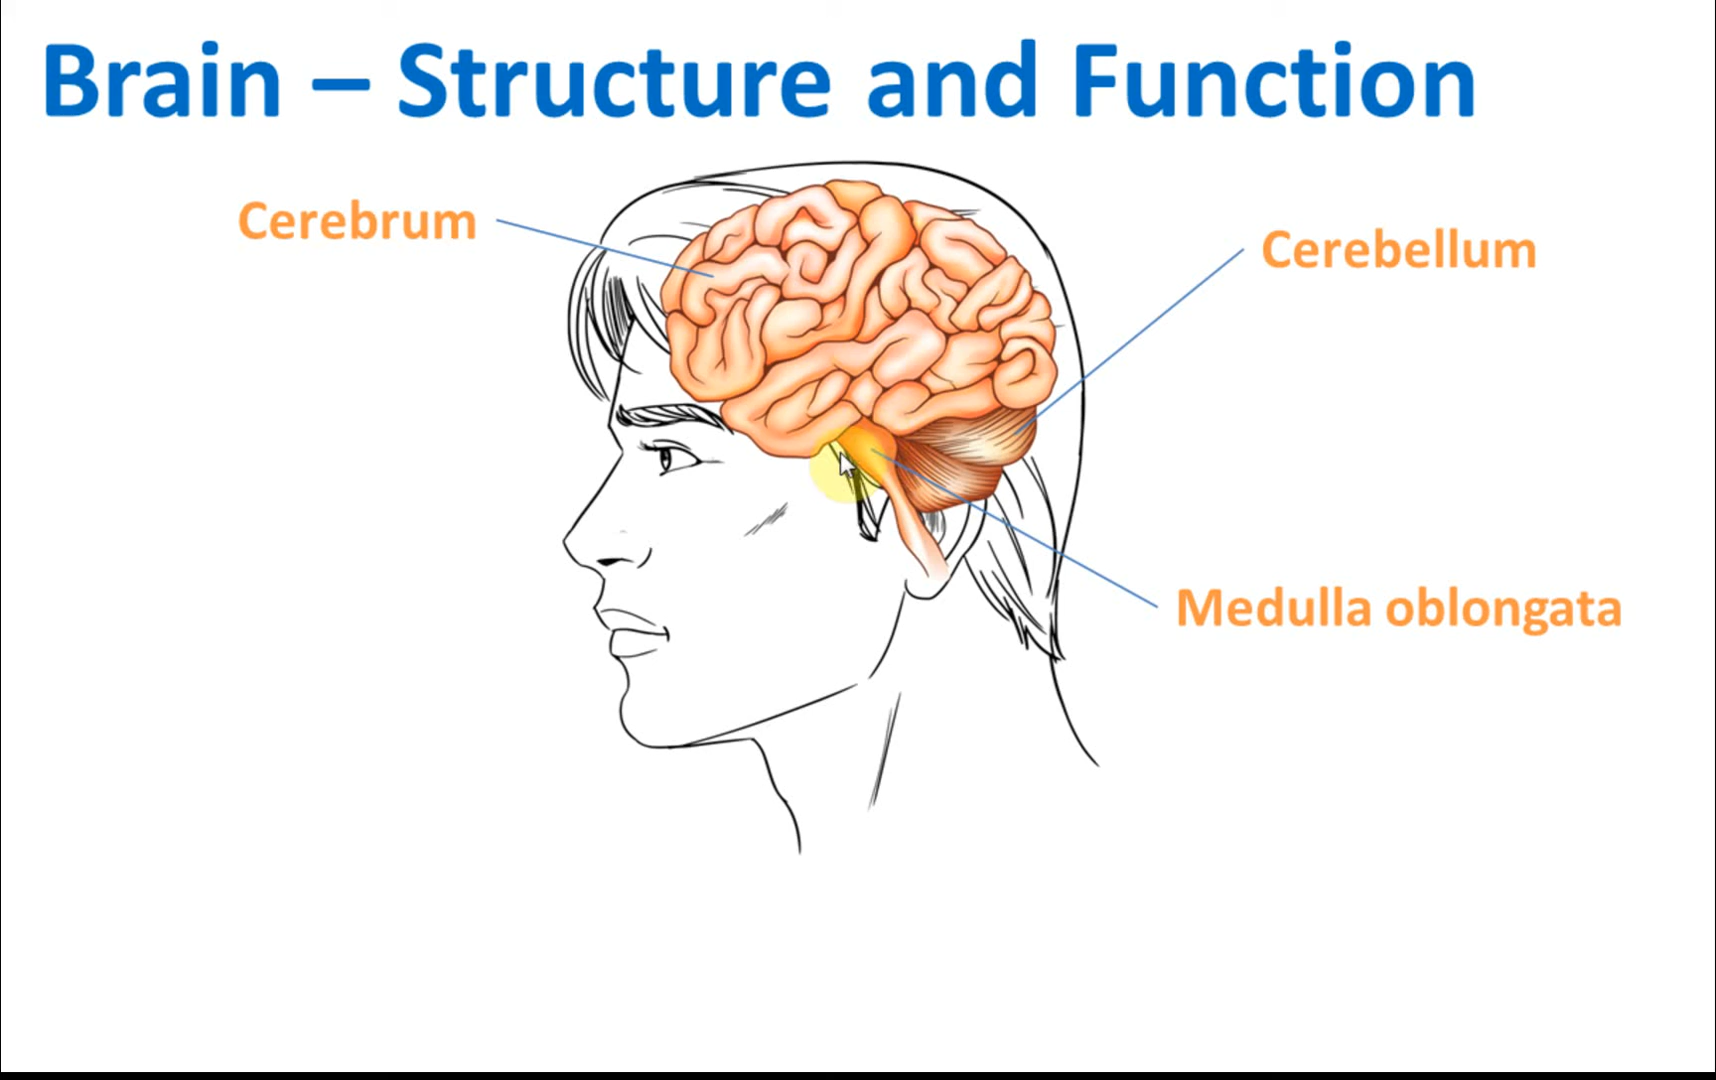 Brain – Structure and Function
Cerebrum
Cerebellum
Medulla oblongata